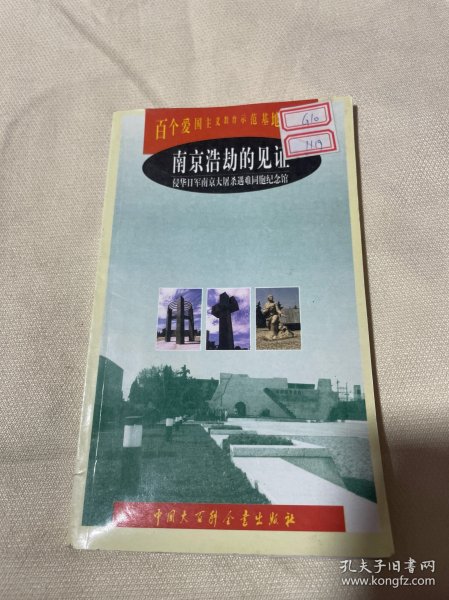 百个爱国主义教育示范基地
G10
1119
南京浩劫的见证
侵华日军南京大屠杀遇难同胞纪念馆
中国大百科全书出版社
孔夫子旧书网
www.kongfz.com